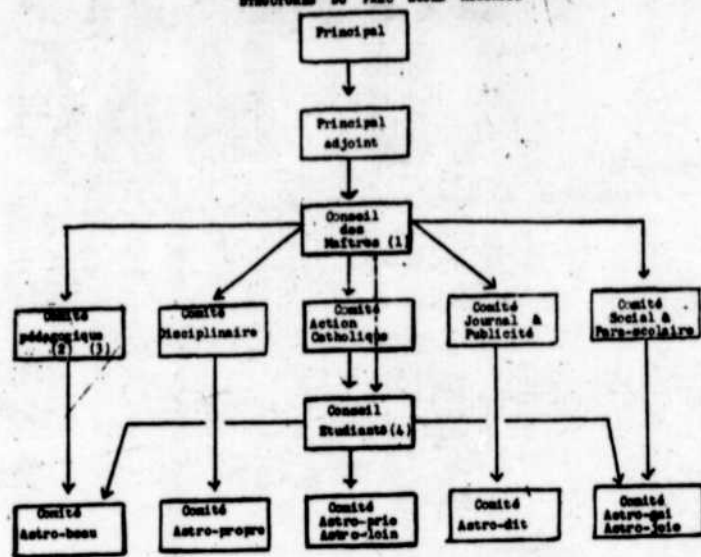 Principal
Principal
adjoint
Conseil
des
Maîtres (1)
Comité
pédagogique
(2) (3)
Comité
Disciplinaire
Comité
Action
Catholique
Comité
Journal &
Publicité
Comité
Social &
Para-scolaire
Conseil
Etudiants (4)
Comité
Astro-beau
Comité
Astro-propre
Comité
Astro-prie
Astro-loin
Comité
Astro-dit
Comité
Astro-gai
Astro-joie